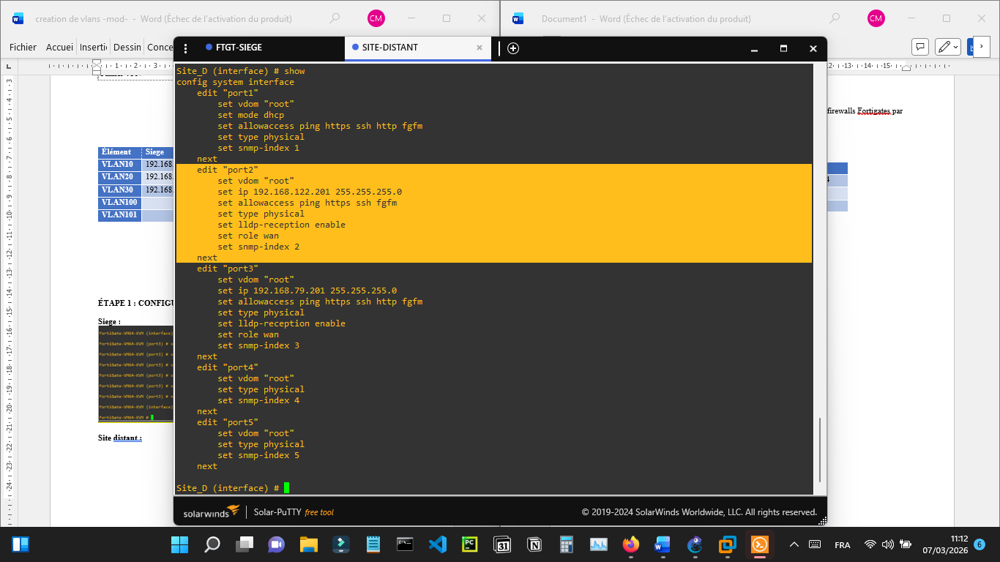 creation de vlans -mod- - Word (Échec de l'activation du produit)
CM
Document1 - Word (Échec de l'activation du produit)
CM
Fichier Accuei Insertic Dessin Conce
FTGT-SIEGE
SITE-DISTANT
firewalls Fortigates par
Élément Siege
VLAN10 192.168.
VLAN20 192.168.
VLAN30 192.168.
VLAN100
VLAN101
ÉTAPE 1 : CONFIGU
Siege :
FortiGate-VM64-KVM (interface)
FortiGate-VM64-KVM (port3) # s
FortiGate-VM64-KVM (port3) # s
FortiGate-VM64-KVM (port3) # s
FortiGate-VM64-KVM (port3) # s
FortiGate-VM64-KVM (port3) # s
FortiGate-VM64-KVM (port3) #
FortiGate-VM64-KVM (interface)
FortiGate-VM64-KVM #
Site distant :
Site_D (interface) # show
config system interface
edit "port1"
set vdom "root"
set mode dhcp
set allowaccess ping https ssh http fgfm
set type physical
set snmp-index 1
next
edit "port2"
set vdom "root"
set ip 192.168.122.201 255.255.255.0
set allowaccess ping https ssh fgfm
set type physical
set lldp-reception enable
set role wan
set snmp-index 2
next
edit "port3"
set vdom "root"
set ip 192.168.79.201 255.255.255.0
set allowaccess ping https ssh http fgfm
set type physical
set lldp-reception enable
set role wan
set snmp-index 3
next
edit "port4"
set vdom "root"
set type physical
set snmp-index 4
next
edit "port5"
set vdom "root"
set type physical
set snmp-index 5
next
Site_D (interface) #
solarwinds Solar-PuTTY free tool
© 2019-2024 SolarWinds Worldwide, LLC. All rights reserved.
FRA
11:12
07/03/2026
6